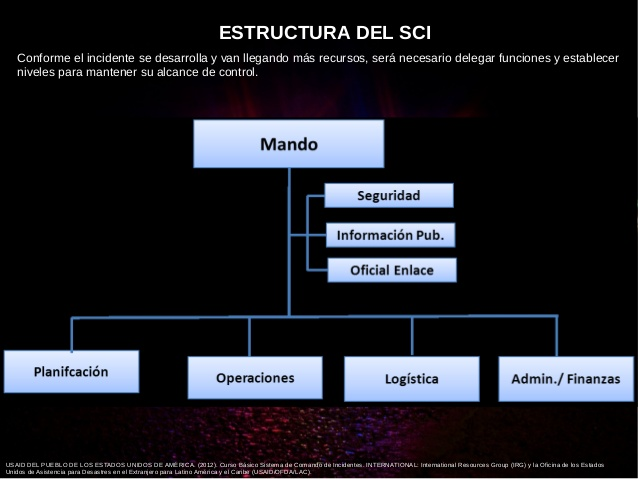 ESTRUCTURA DEL SCI
Conforme el incidente se desarrolla y van llegando más recursos, será necesario delegar funciones y establecer
niveles para mantener su alcance de control.
Mando
Seguridad
Información Pub.
Oficial Enlace
Planifcación
Operaciones
Logística
Admin./ Finanzas
USAID DEL PUEBLO DE LOS ESTADOS UNIDOS DE AMÉRICA. (2012). Curso Básico Sistema de Comando de Incidentes. INTERNATIONAL: International Resources Group (IRG) y la Oficina de los Estados
Unidos de Asistencia para Desastres en el Extranjero para Latino América y el Caribe (USAID/OFDA/LAC).